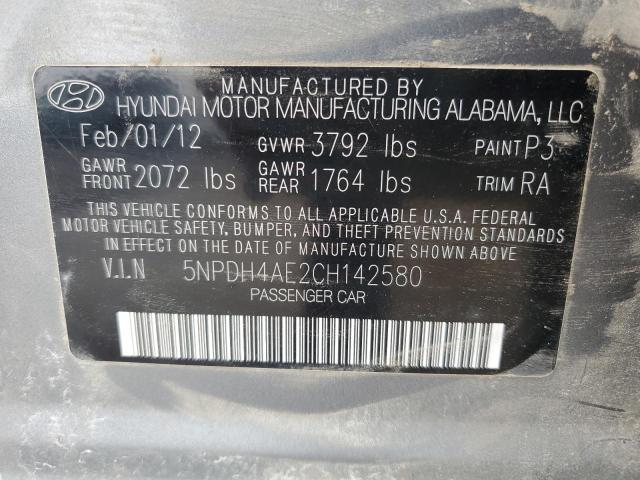 MANUFACTURED BY
HYUNDAI MOTOR MANUFACTURING ALABAMA, LLC
Feb/01/12 GVWR 3792 lbs PAINT P3
GAWR FRONT 2072 lbs GAWR REAR 1764 lbs TRIM RA
THIS VEHICLE CONFORMS TO ALL APPLICABLE U.S.A. FEDERAL
MOTOR VEHICLE SAFETY, BUMPER, AND THEFT PREVENTION STANDARDS
IN EFFECT ON THE DATE OF MANUFACTURE SHOWN ABOVE.
V.I.N 5NPDH4AE2CH142580
PASSENGER CAR